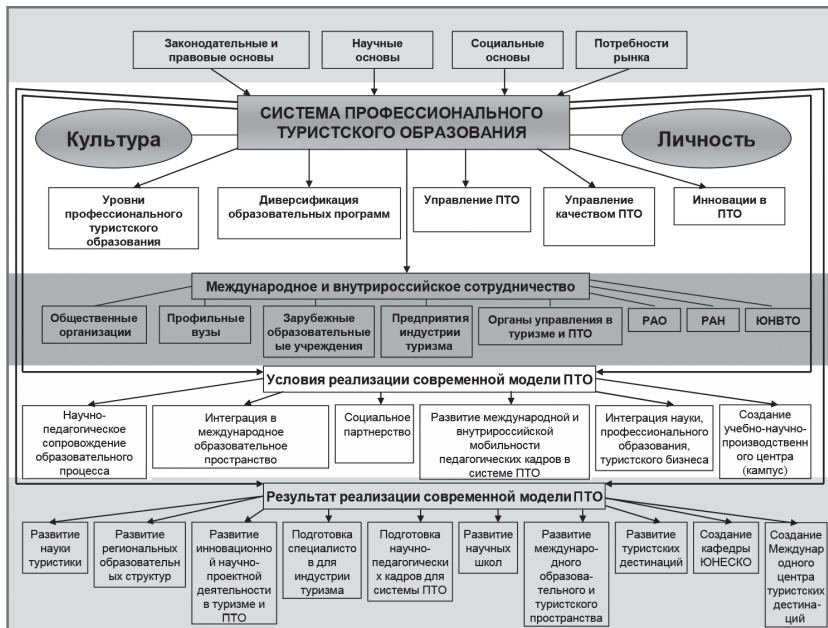 Законодательные и
правовые основы
Научные
основы
Социальные
основы
Потребности
рынка
СИСТЕМА ПРОФЕССИОНАЛЬНОГО
ТУРИСТСКОГО ОБРАЗОВАНИЯ
Культура
Личность
Уровни
профессионального
туристского
образования
Диверсификация
образовательных программ
Управление ПТО
Управление
качеством ПТО
Инновации в
ПТО
Международное и внутрироссийское сотрудничество
Общественные
организации
Профильные
вузы
Зарубежные
образовательн
ые учреждения
Предприятия
индустрии
туризма
Органы управления в
туризме и ПТО
РАО
РАН
ЮНВТО
Условия реализации современной модели ПТО
Научно-
педагогическое
сопровождение
образовательного
процесса
Интеграция в
международное
образовательное
пространство
Социальное
партнерство
Развитие международной и
внутрироссийской
мобильности
педагогических кадров в
системе ПТО
Интеграция науки,
профессионального
образования,
туристского бизнеса
Создание
учебно-научно-
производствен
ного центра
(кампус)
Результат реализации современной модели ПТО
Развитие
науки
туристики
Развитие
региональных
образователь
ных структур
Развитие
инновационно
й научно-
проектной
деятельности
в туризме и ПТО
Подготовка
специалисто
в для
индустрии
туризма
Подготовка
научно-
педагогически
х кадров для
системы ПТО
Развитие
научных
школ
Развитие
междунаро-
дного
образова-
тельного и
туристского
пространства
Развитие
туристских
дестинаций
Создание
кафедры
ЮНЕСКО
Создание
Междунар
одного
центра
туристских
дестина-
ций